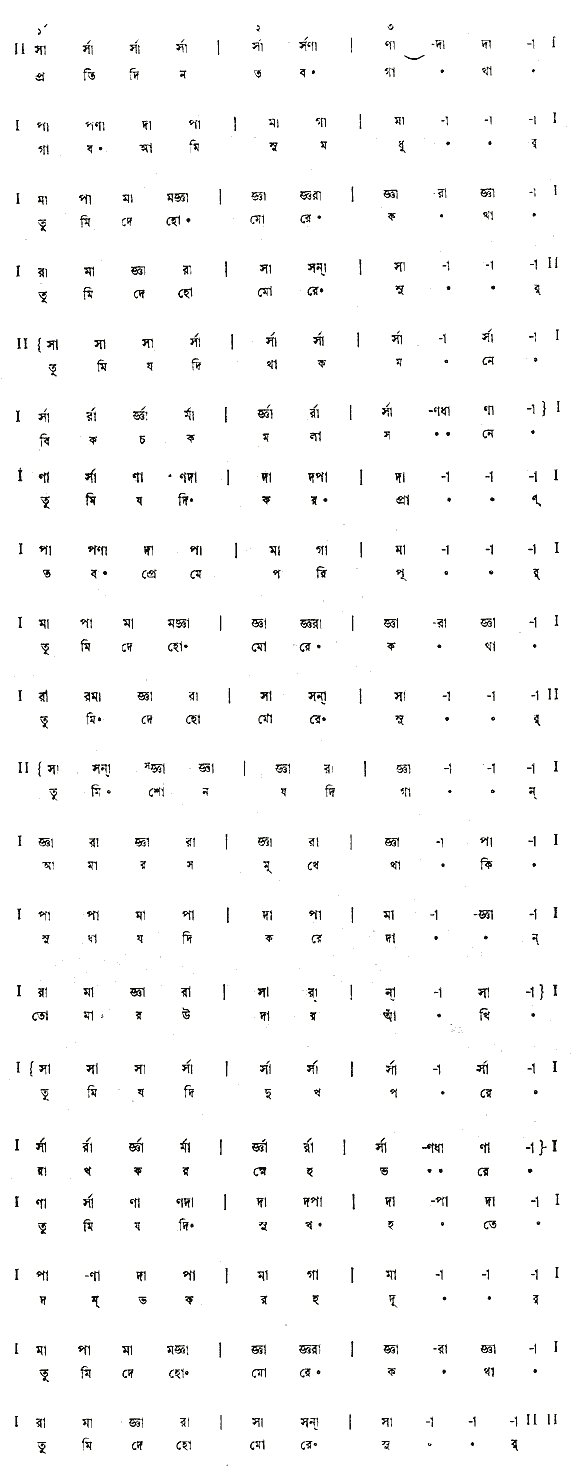 ১´ ২ ৩
II সা র্সা র্সা র্সা | র্সা র্সণা | ণা -দা দা -া I
প্র তি দি ন ত ব॰ গা ॰ থা ॰
I পা পণা দা পা | মা গা | মা -া -া -া I
গা ব॰ আ মি সু ম ধু ॰ ॰ র্
I মা পা মা মজ্ঞা | জ্ঞা জ্ঞরা | জ্ঞা -রা জ্ঞা -া I
তু মি দে হো॰ মো রে॰ ক ॰ থা ॰
I রা মা জ্ঞা রা | সা সন্া | সা -া -া -া II
তু মি দে হো মো রে॰ সু ॰ ॰ র্
II { সা সা সা র্সা | র্সা র্সা | র্সা -া র্সা -া I
তু মি য দি থা ক ম ॰ নে ॰
I র্সা র্রা র্জ্ঞা র্মা | র্জ্ঞা র্রা | র্সা -ণধা ণা -া } I
বি ক চ ক ম লা স ॰॰ নে ॰
I ণা র্সা ণা ণদা | দা দপা | দা -া -া -া I
তু মি য দি॰ ক র॰ প্রা ॰ ॰ ণ্
I পা পণা দা পা | মা গা | মা -া -া -া I
ত ব॰ প্রে মে প রি পূ ॰ ॰ র্
I মা পা মা মজ্ঞা | জ্ঞা জ্ঞরা | জ্ঞা -রা জ্ঞা -া I
তু মি দে হো॰ মো রে॰ ক ॰ থা ॰
I রা রমা জ্ঞা রা | সা সন্া | সা -া -া -া II
তু মি॰ দে হো মো রে॰ সু ॰ ॰ র্
II { সা সন্া ᵐজ্ঞা জ্ঞা | জ্ঞা রা | জ্ঞা -া -া -া I
তু মি॰ শো ন য দি গা ॰ ॰ ন্
I জ্ঞা রা জ্ঞা রা | জ্ঞা রা | জ্ঞা -া পা -া I
আ মা র স মু খে থা ॰ কি ॰
I পা পা মা পা | দা পা | মা -া -জ্ঞা -া I
সু ধা য দি ক রে দা ॰ ॰ ন্
I রা মা জ্ঞা রা | সা রা্ | ন্া -া সা -া } I
তো মা র উ দা র আঁ ॰ খি ॰
I { সা সা সা র্সা | র্সা র্সা | র্সা -া র্সা -া I
তু মি য দি দু খ প ॰ রে ॰
I র্সা র্রা র্জ্ঞা র্মা | র্জ্ঞা র্রা | র্সা -ণধা ণা -া } I
রা খ ক র স্নে হ ভ ॰॰ রে ॰
I ণা র্সা ণা ণদা | দা দপা | দা -পা দা -া I
তু মি য দি॰ সু খ॰ হ ॰ তে ॰
I পা -ণা দা পা | মা গা | মা -া -া -া I
দ ম্ ভ ক র হ দূ ॰ ॰ র্
I মা পা মা মজ্ঞা | জ্ঞা জ্ঞরা | জ্ঞা -রা জ্ঞা -া I
তু মি দে হো॰ মো রে॰ ক ॰ থা ॰
I রা মা জ্ঞা রা | সা সন্া | সা -া -া -া II II
তু মি দে হো মো রে॰ সু ॰ ॰ র্